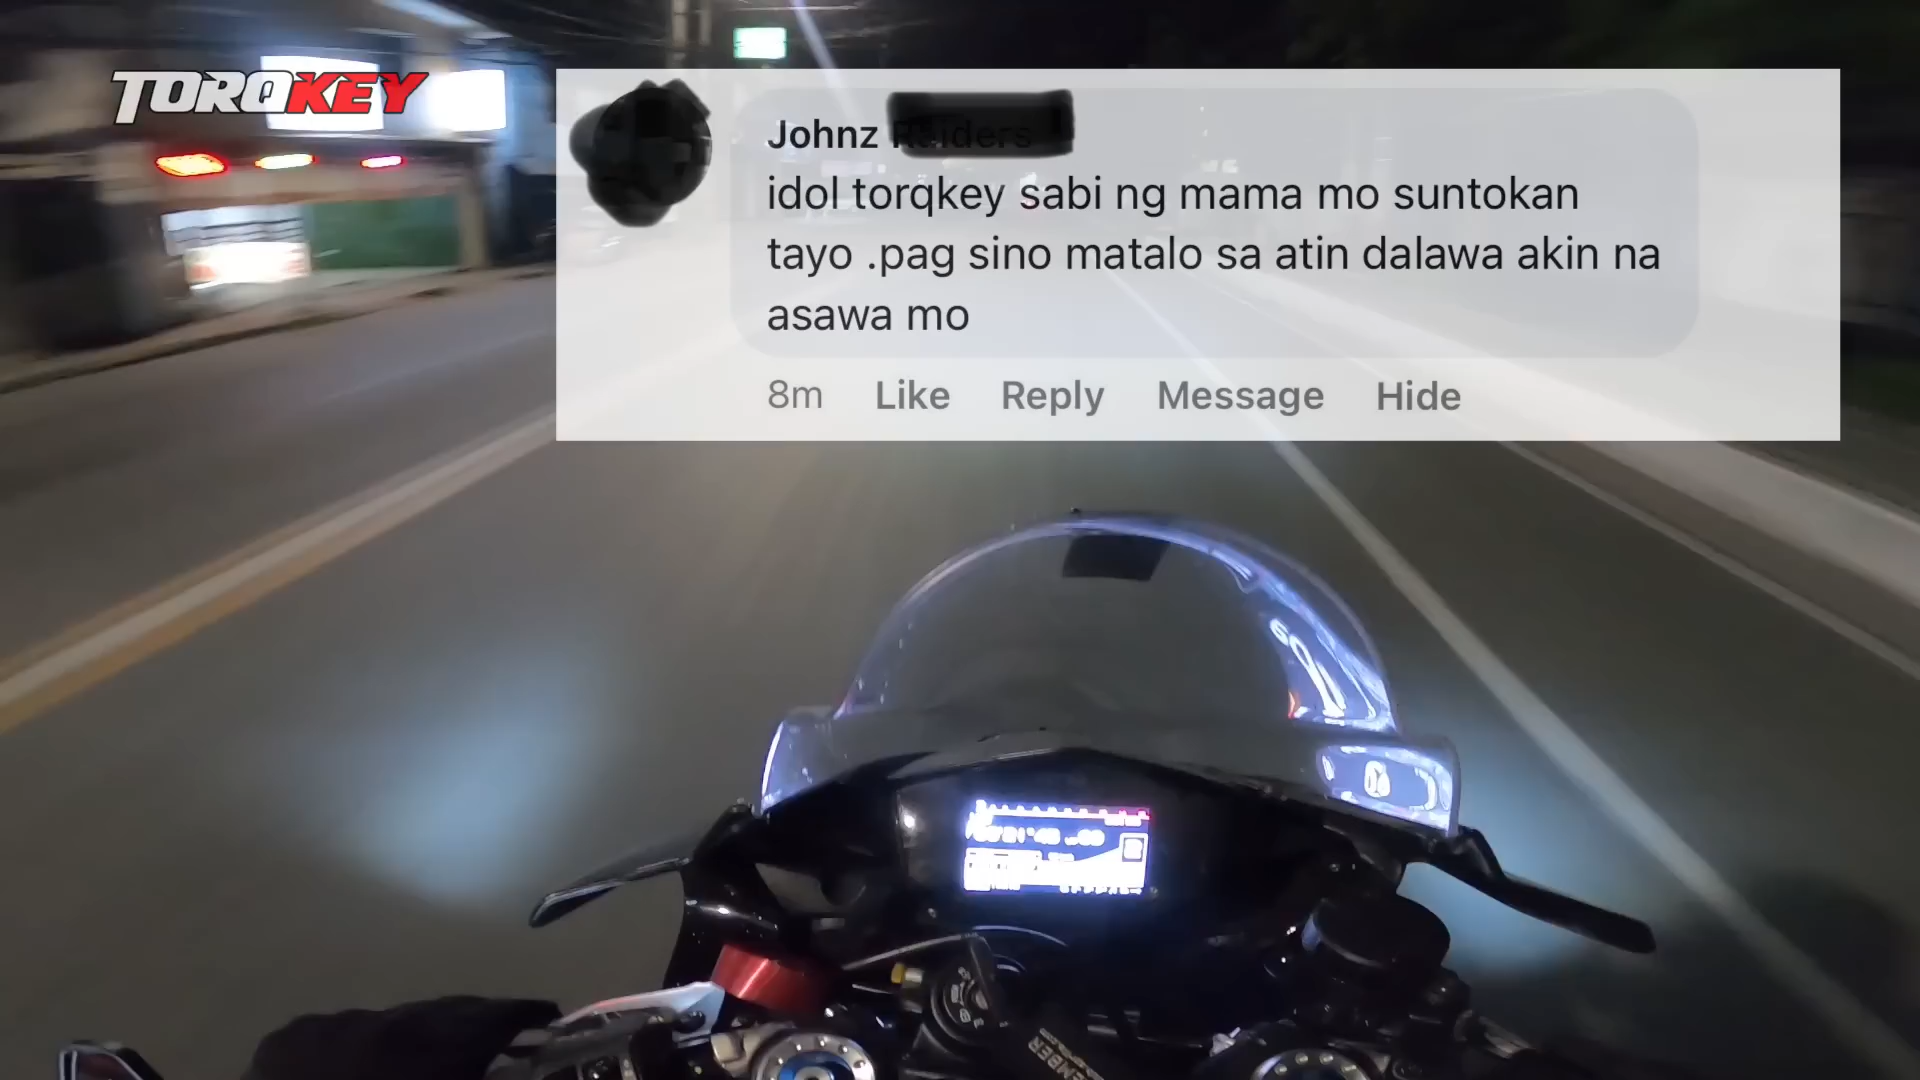 TORQKEY
Johnz Raiders
idol torqkey sabi ng mama mo suntokan
tayo .pag sino matalo sa atin dalawa akin na
asawa mo
8m Like Reply Message Hide